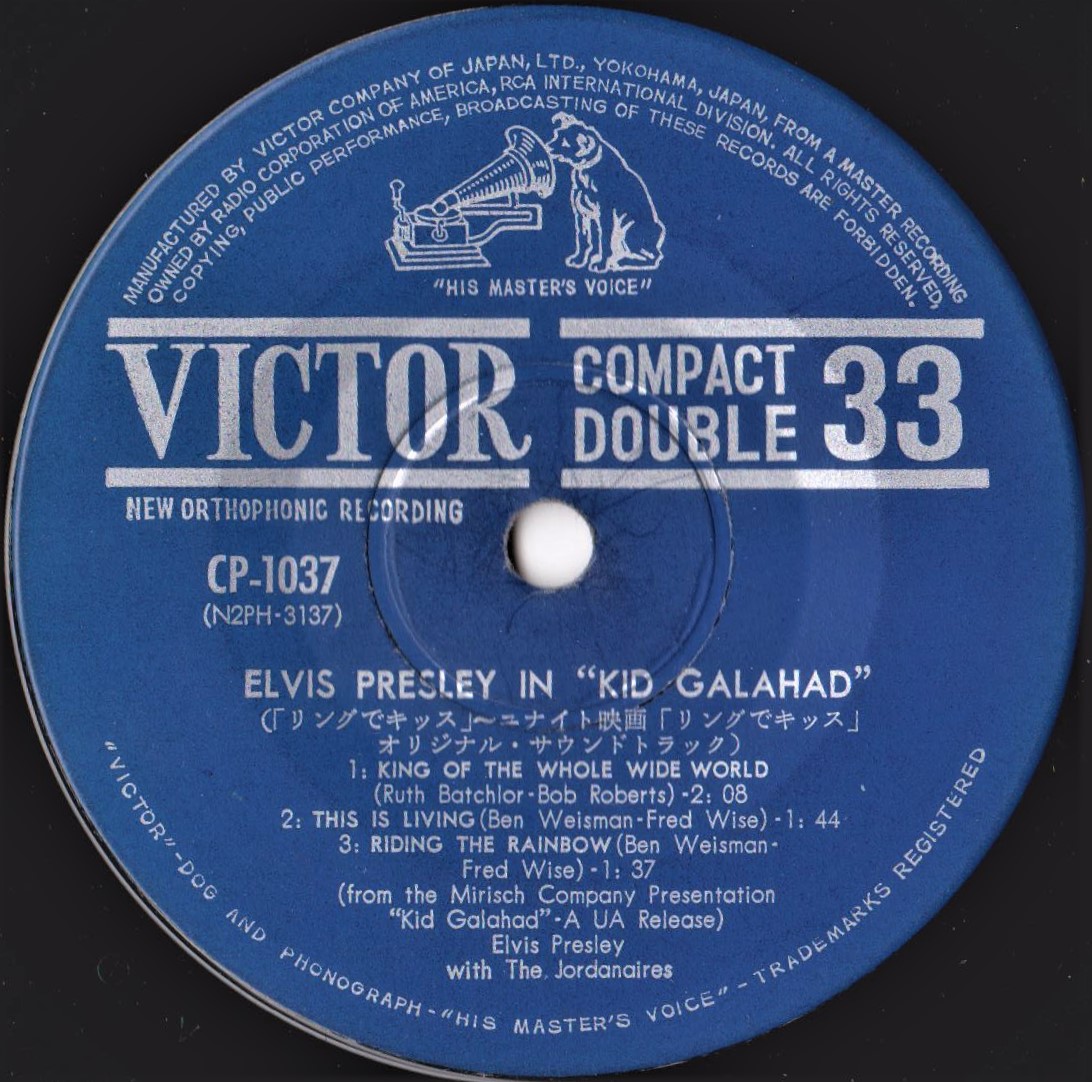 MANUFACTURED BY VICTOR COMPANY OF JAPAN, LTD., YOKOHAMA, JAPAN, FROM A MASTER RECORDING
OWNED BY RADIO CORPORATION OF AMERICA, RCA INTERNATIONAL DIVISION. ALL RIGHTS RESERVED,
COPYING, PUBLIC PERFORMANCE, BROADCASTING OF THESE RECORDS ARE FORBIDDEN.
"HIS MASTER'S VOICE"
VICTOR
COMPACT
DOUBLE 33
NEW ORTHOPHONIC RECORDING
CP-1037
(N2PH-3137)
ELVIS PRESLEY IN "KID GALAHAD"
(「リングでキッス」〜ユナイト映画「リングでキッス」
オリジナル・サウンドトラック)
1: KING OF THE WHOLE WIDE WORLD
(Ruth Batchlor-Bob Roberts)-2: 08
2: THIS IS LIVING(Ben Weisman-Fred Wise)-1: 44
3: RIDING THE RAINBOW(Ben Weisman-
Fred Wise)-1: 37
(from the Mirisch Company Presentation
"Kid Galahad"-A UA Release)
Elvis Presley
with The Jordanaires
"VICTOR"-DOG AND PHONOGRAPH-"HIS MASTER'S VOICE"-TRADEMARKS REGISTERED